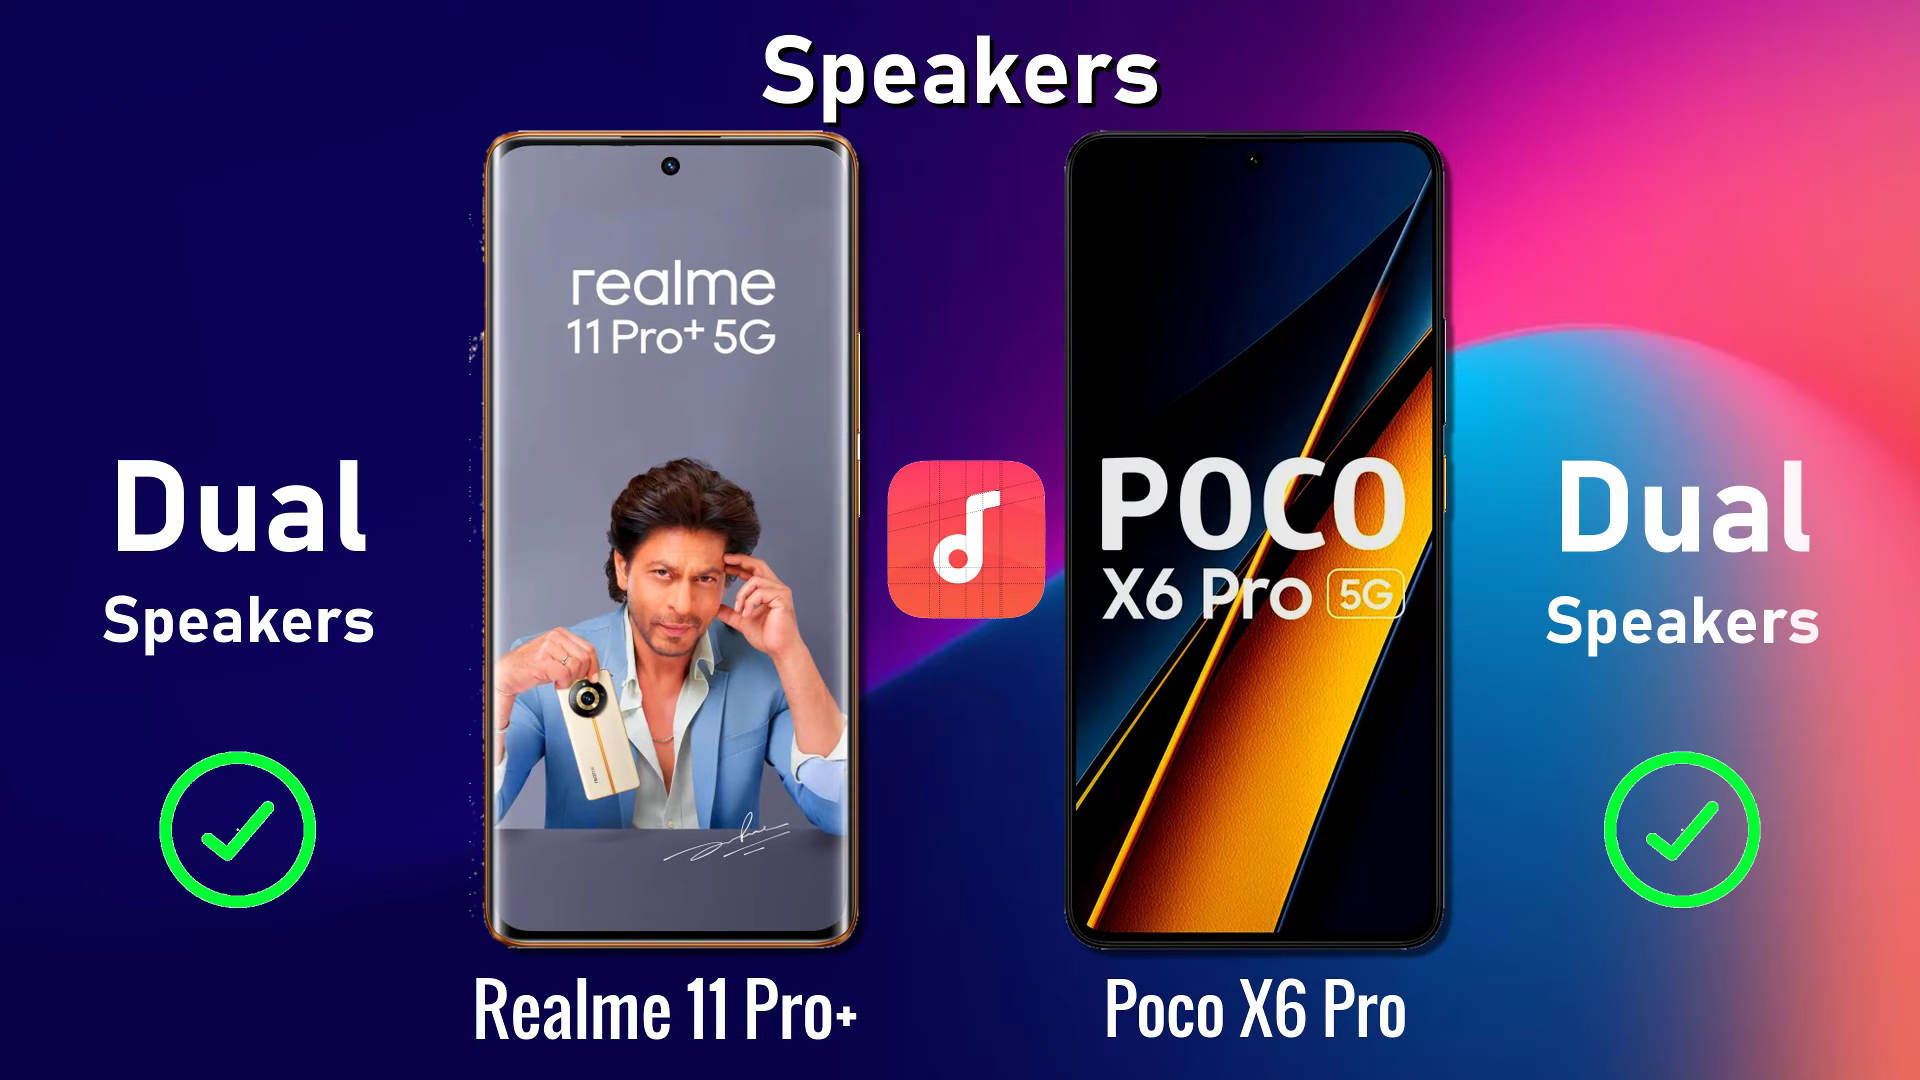 Speakers
realme
11 Pro+ 5G
Dual
Speakers
POCO
X6 Pro 5G
Dual
Speakers
Realme 11 Pro+
Poco X6 Pro